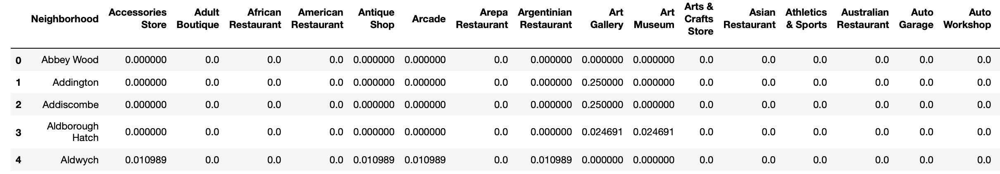 Neighborhood Accessories Store Adult Boutique African Restaurant American Restaurant Antique Shop Arcade Arepa Restaurant Argentinian Restaurant Art Gallery Art Museum Arts & Crafts Store Asian Restaurant Athletics & Sports Australian Restaurant Auto Garage Auto Workshop
0 Abbey Wood 0.000000 0.0 0.0 0.0 0.000000 0.000000 0.0 0.000000 0.000000 0.000000 0.0 0.0 0.0 0.0 0.0 0.0
1 Addington 0.000000 0.0 0.0 0.0 0.000000 0.000000 0.0 0.000000 0.250000 0.000000 0.0 0.0 0.0 0.0 0.0 0.0
2 Addiscombe 0.000000 0.0 0.0 0.0 0.000000 0.000000 0.0 0.000000 0.250000 0.000000 0.0 0.0 0.0 0.0 0.0 0.0
3 Aldborough Hatch 0.000000 0.0 0.0 0.0 0.000000 0.000000 0.0 0.000000 0.024691 0.024691 0.0 0.0 0.0 0.0 0.0 0.0
4 Aldwych 0.010989 0.0 0.0 0.0 0.010989 0.010989 0.0 0.010989 0.000000 0.000000 0.0 0.0 0.0 0.0 0.0 0.0